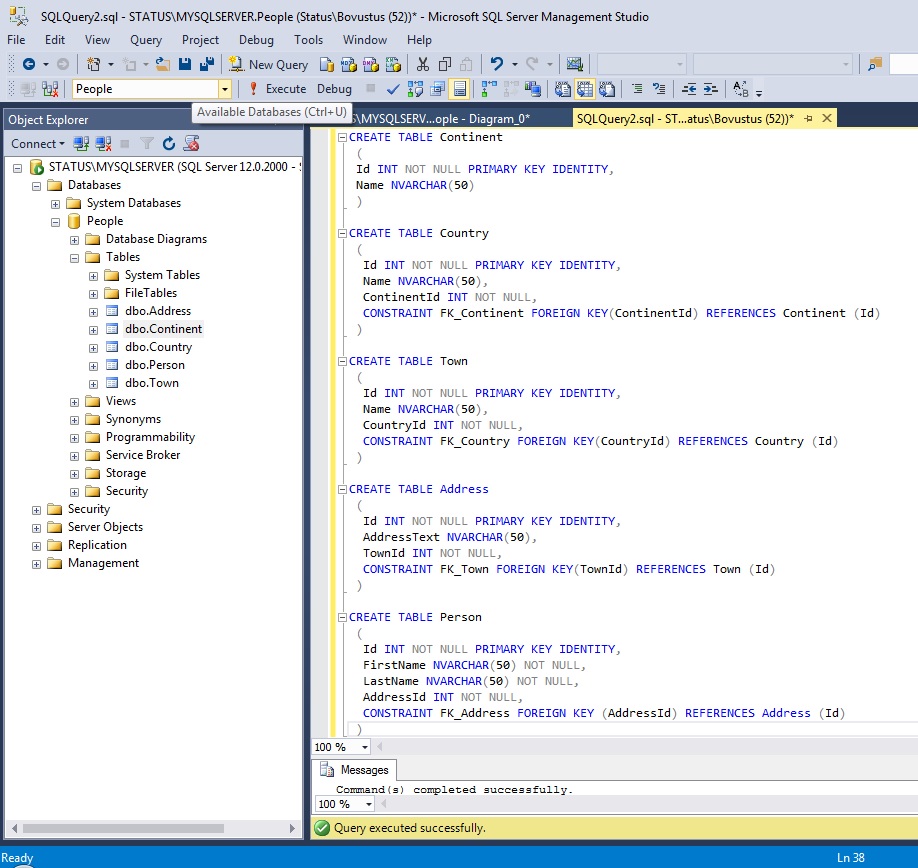 SQLQuery2.sql - STATUS\MYSQLSERVER.People (Status\Bovustus (52))* - Microsoft SQL Server Management Studio
File Edit View Query Project Debug Tools Window Help
New Query
People Execute Debug
Available Databases (Ctrl+U)
S\MYSQLSERV...ople - Diagram_0*
SQLQuery2.sql - ST...atus\Bovustus (52))*
Object Explorer
Connect
STATUS\MYSQLSERVER (SQL Server 12.0.2000 - S
Databases
System Databases
People
Database Diagrams
Tables
System Tables
FileTables
dbo.Address
dbo.Continent
dbo.Country
dbo.Person
dbo.Town
Views
Synonyms
Programmability
Service Broker
Storage
Security
Security
Server Objects
Replication
Management
CREATE TABLE Continent
(
Id INT NOT NULL PRIMARY KEY IDENTITY,
Name NVARCHAR(50)
)
CREATE TABLE Country
(
Id INT NOT NULL PRIMARY KEY IDENTITY,
Name NVARCHAR(50),
ContinentId INT NOT NULL,
CONSTRAINT FK_Continent FOREIGN KEY(ContinentId) REFERENCES Continent (Id)
)
CREATE TABLE Town
(
Id INT NOT NULL PRIMARY KEY IDENTITY,
Name NVARCHAR(50),
CountryId INT NOT NULL,
CONSTRAINT FK_Country FOREIGN KEY(CountryId) REFERENCES Country (Id)
)
CREATE TABLE Address
(
Id INT NOT NULL PRIMARY KEY IDENTITY,
AddressText NVARCHAR(50),
TownId INT NOT NULL,
CONSTRAINT FK_Town FOREIGN KEY(TownId) REFERENCES Town (Id)
)
CREATE TABLE Person
(
Id INT NOT NULL PRIMARY KEY IDENTITY,
FirstName NVARCHAR(50) NOT NULL,
LastName NVARCHAR(50) NOT NULL,
AddressId INT NOT NULL,
CONSTRAINT FK_Address FOREIGN KEY (AddressId) REFERENCES Address (Id)
)
100 %
Messages
Command(s) completed successfully.
100 %
Query executed successfully.
Ready Ln 38